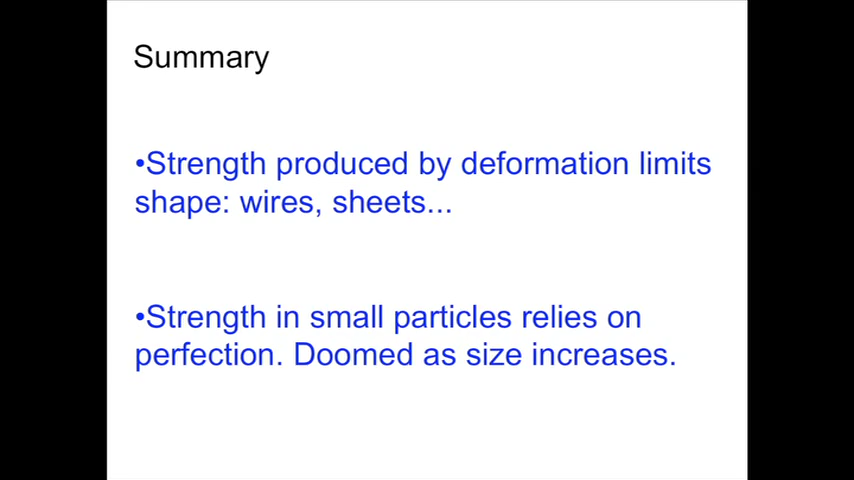 Summary
•Strength produced by deformation limits
shape: wires, sheets...
•Strength in small particles relies on
perfection. Doomed as size increases.